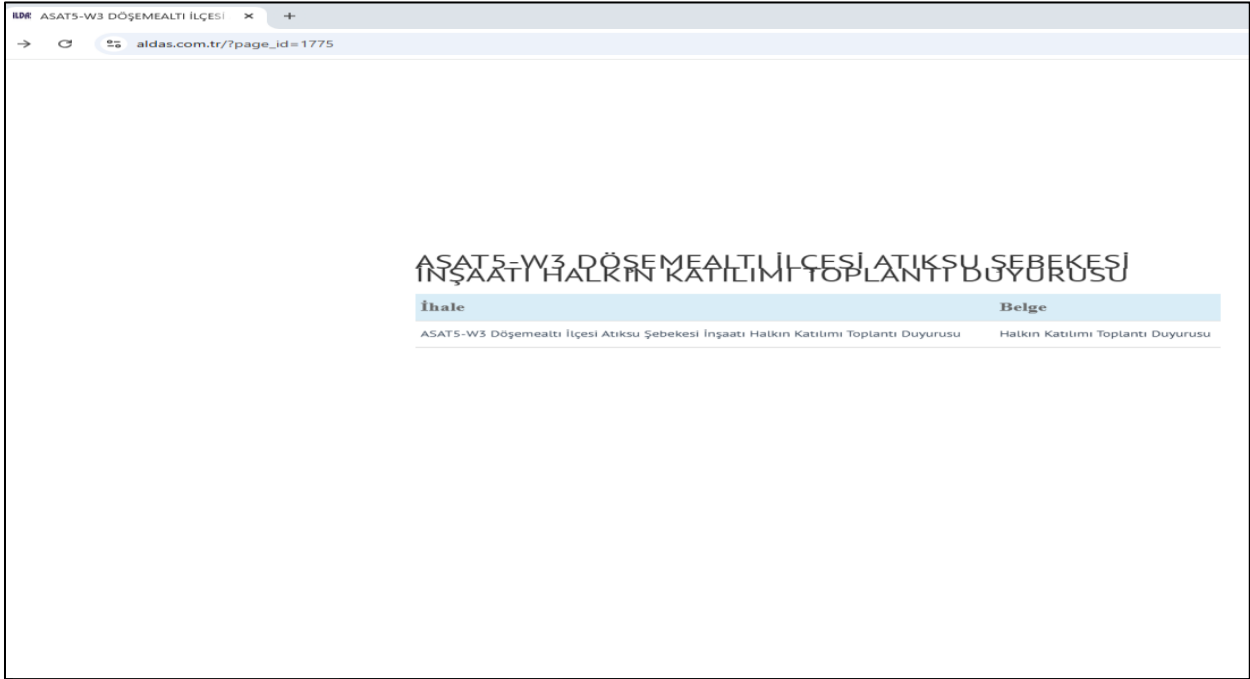 ASAT5-W3 DÖŞEMEALTI İLÇESİ
aldas.com.tr/?page_id=1775
ASAT5-W3 DÖŞEMEALTI İLÇESİ ATIKSU ŞEBEKESİ
İNŞAATI HALKIN KATILIMI TOPLANTI DUYURUSU
İhale Belge
ASAT5-W3 Döşemealtı İlçesi Atıksu Şebekesi İnşaatı Halkın Katılımı Toplantı Duyurusu Halkın Katılımı Toplantı Duyurusu